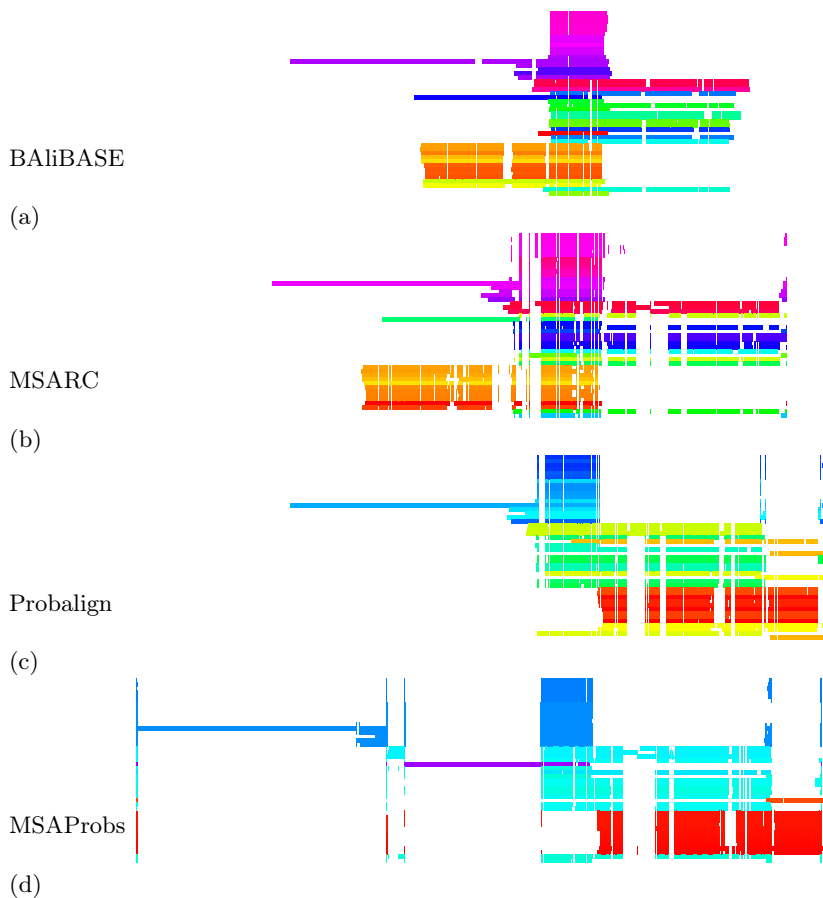 BAliBASE
(a)
MSARC
(b)
Probalign
(c)
MSAProbs
(d)